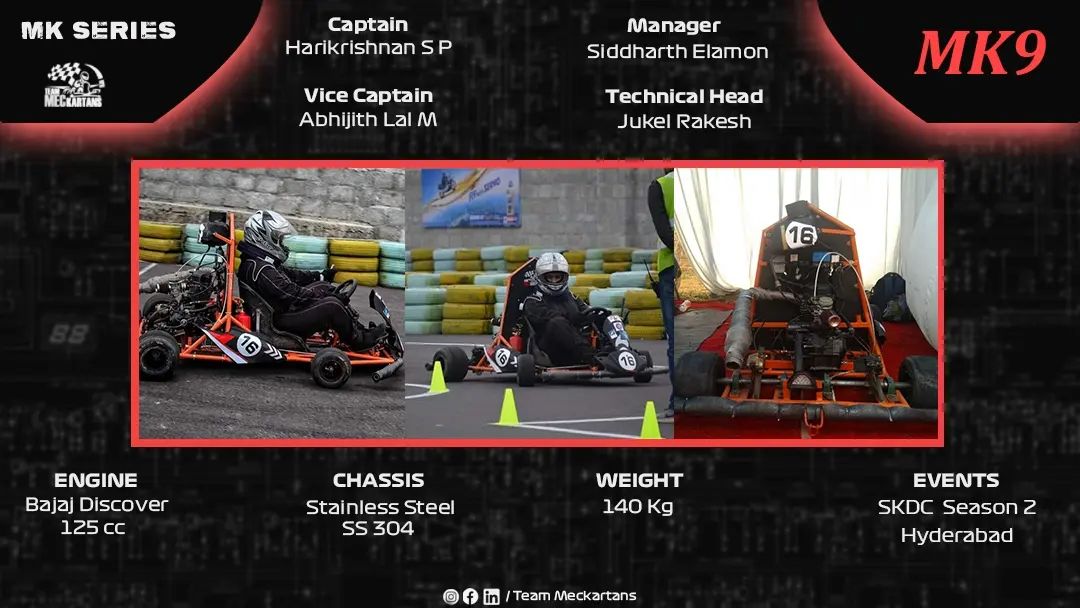 MK SERIES
TEAM
MECKARTANS
Captain
Harikrishnan S P
Manager
Siddharth Elamon
MK9
Vice Captain
Abhijith Lal M
Technical Head
Jukel Rakesh
16
16
16
16
88
ENGINE
Bajaj Discover
125 cc
CHASSIS
Stainless Steel
SS 304
WEIGHT
140 Kg
EVENTS
SKDC Season 2
Hyderabad
/ Team Meckartans